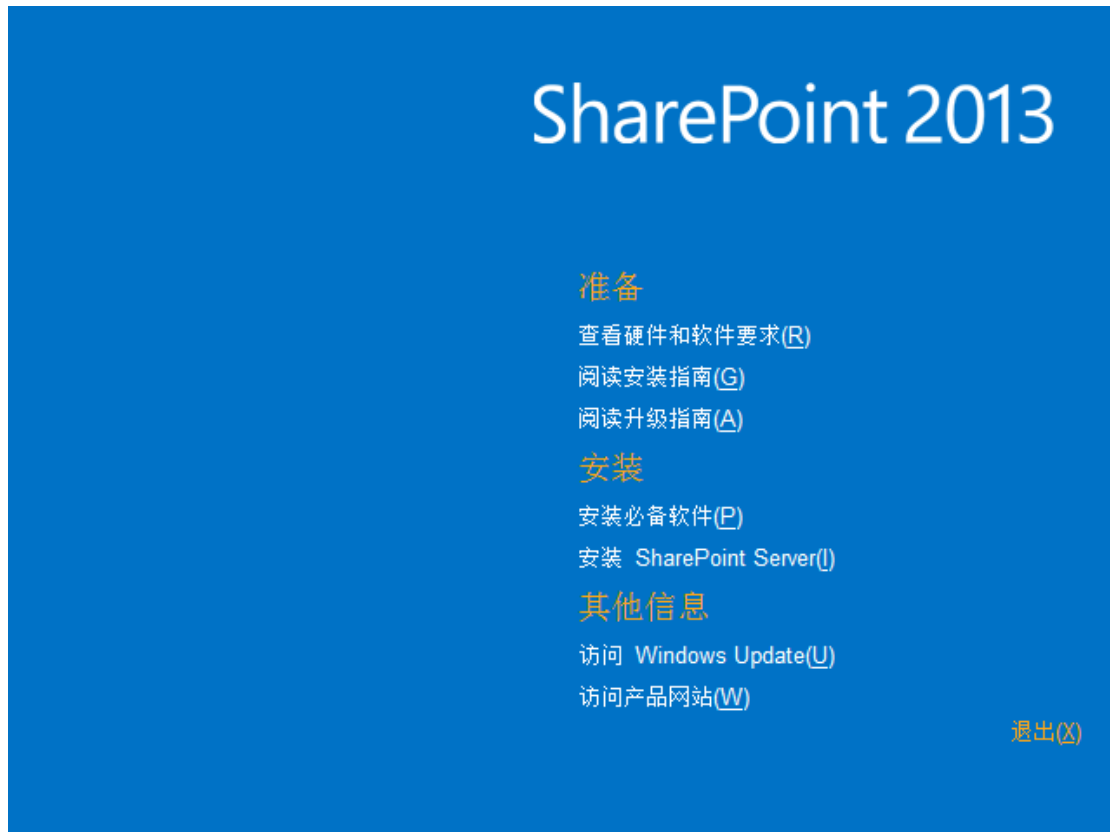 SharePoint 2013
准备
查看硬件和软件要求(R)
阅读安装指南(G)
阅读升级指南(A)
安装
安装必备软件(P)
安装 SharePoint Server(I)
其他信息
访问 Windows Update(U)
访问产品网站(W)
退出(X)